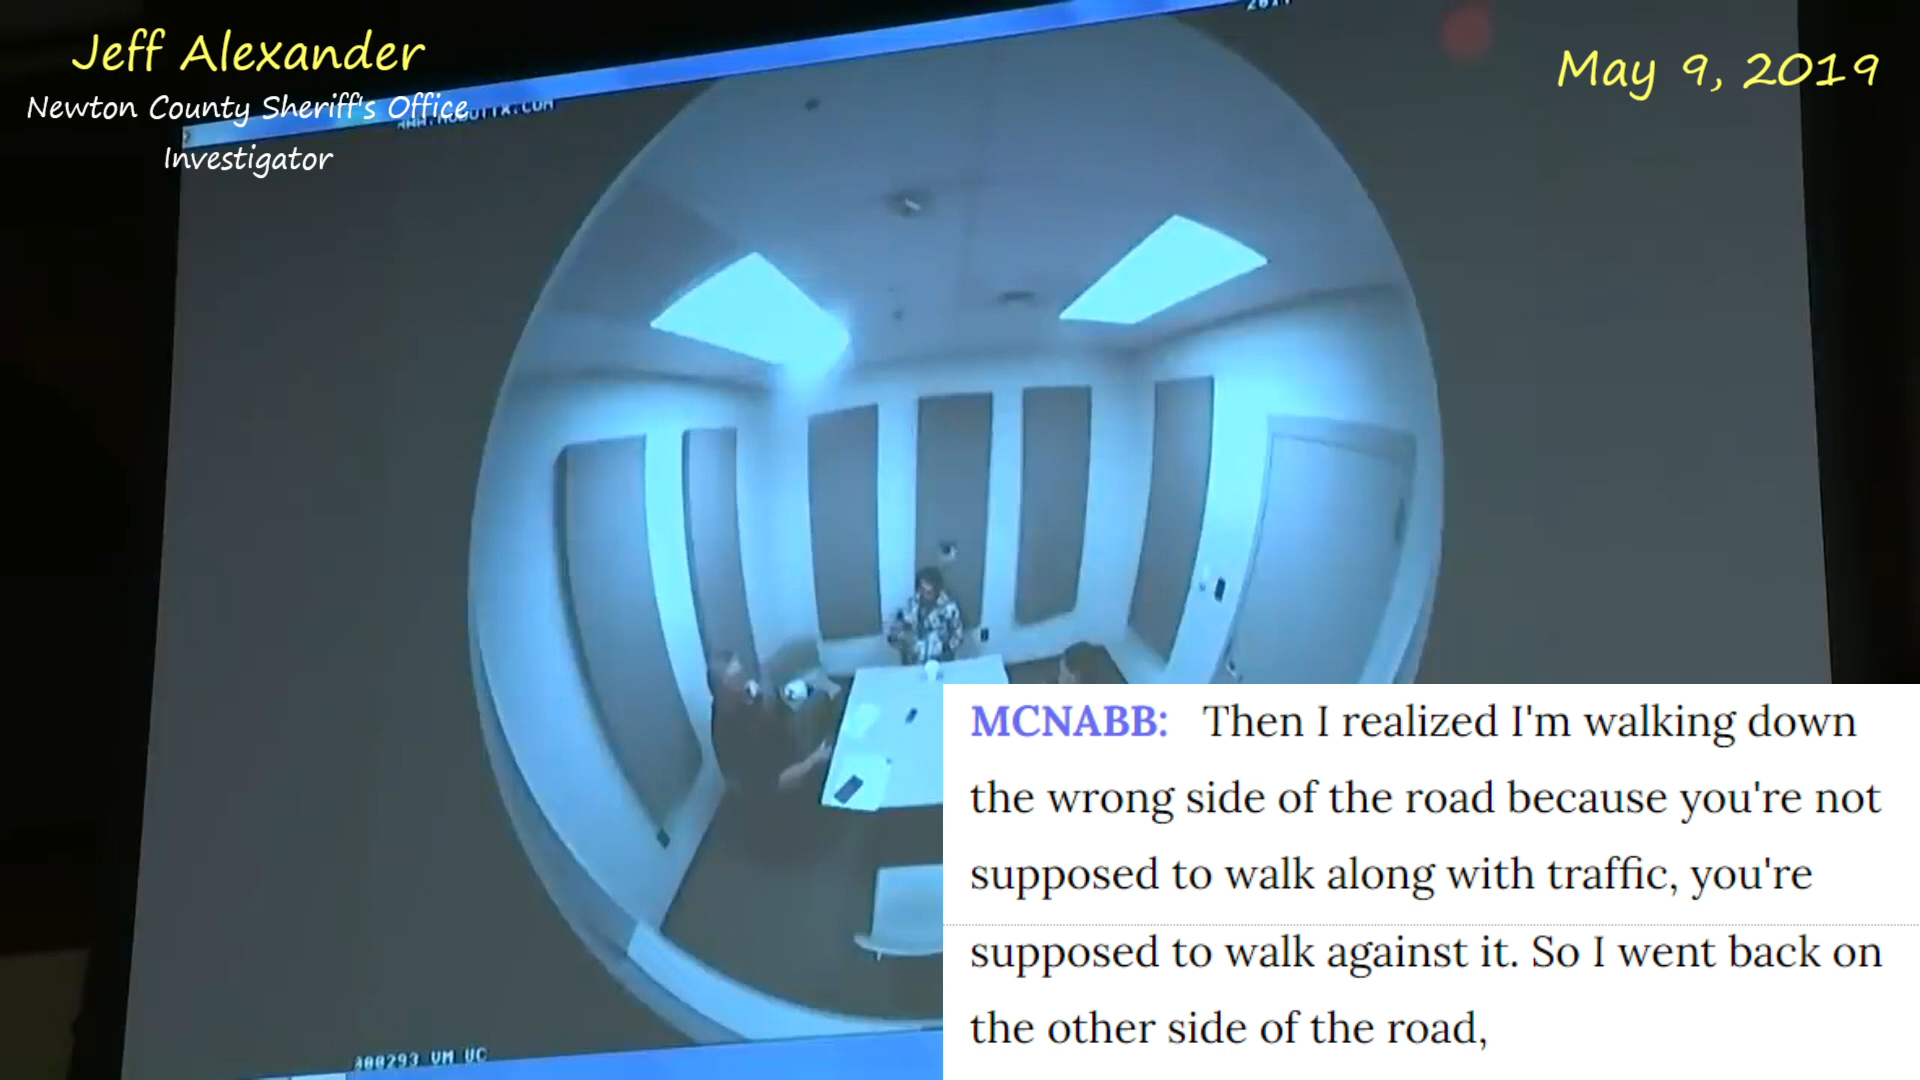 Jeff Alexander
Newton County Sheriff's Office
Investigator
May 9, 2019
MCNABB: Then I realized I'm walking down
the wrong side of the road because you're not
supposed to walk along with traffic, you're
supposed to walk against it. So I went back on
the other side of the road,